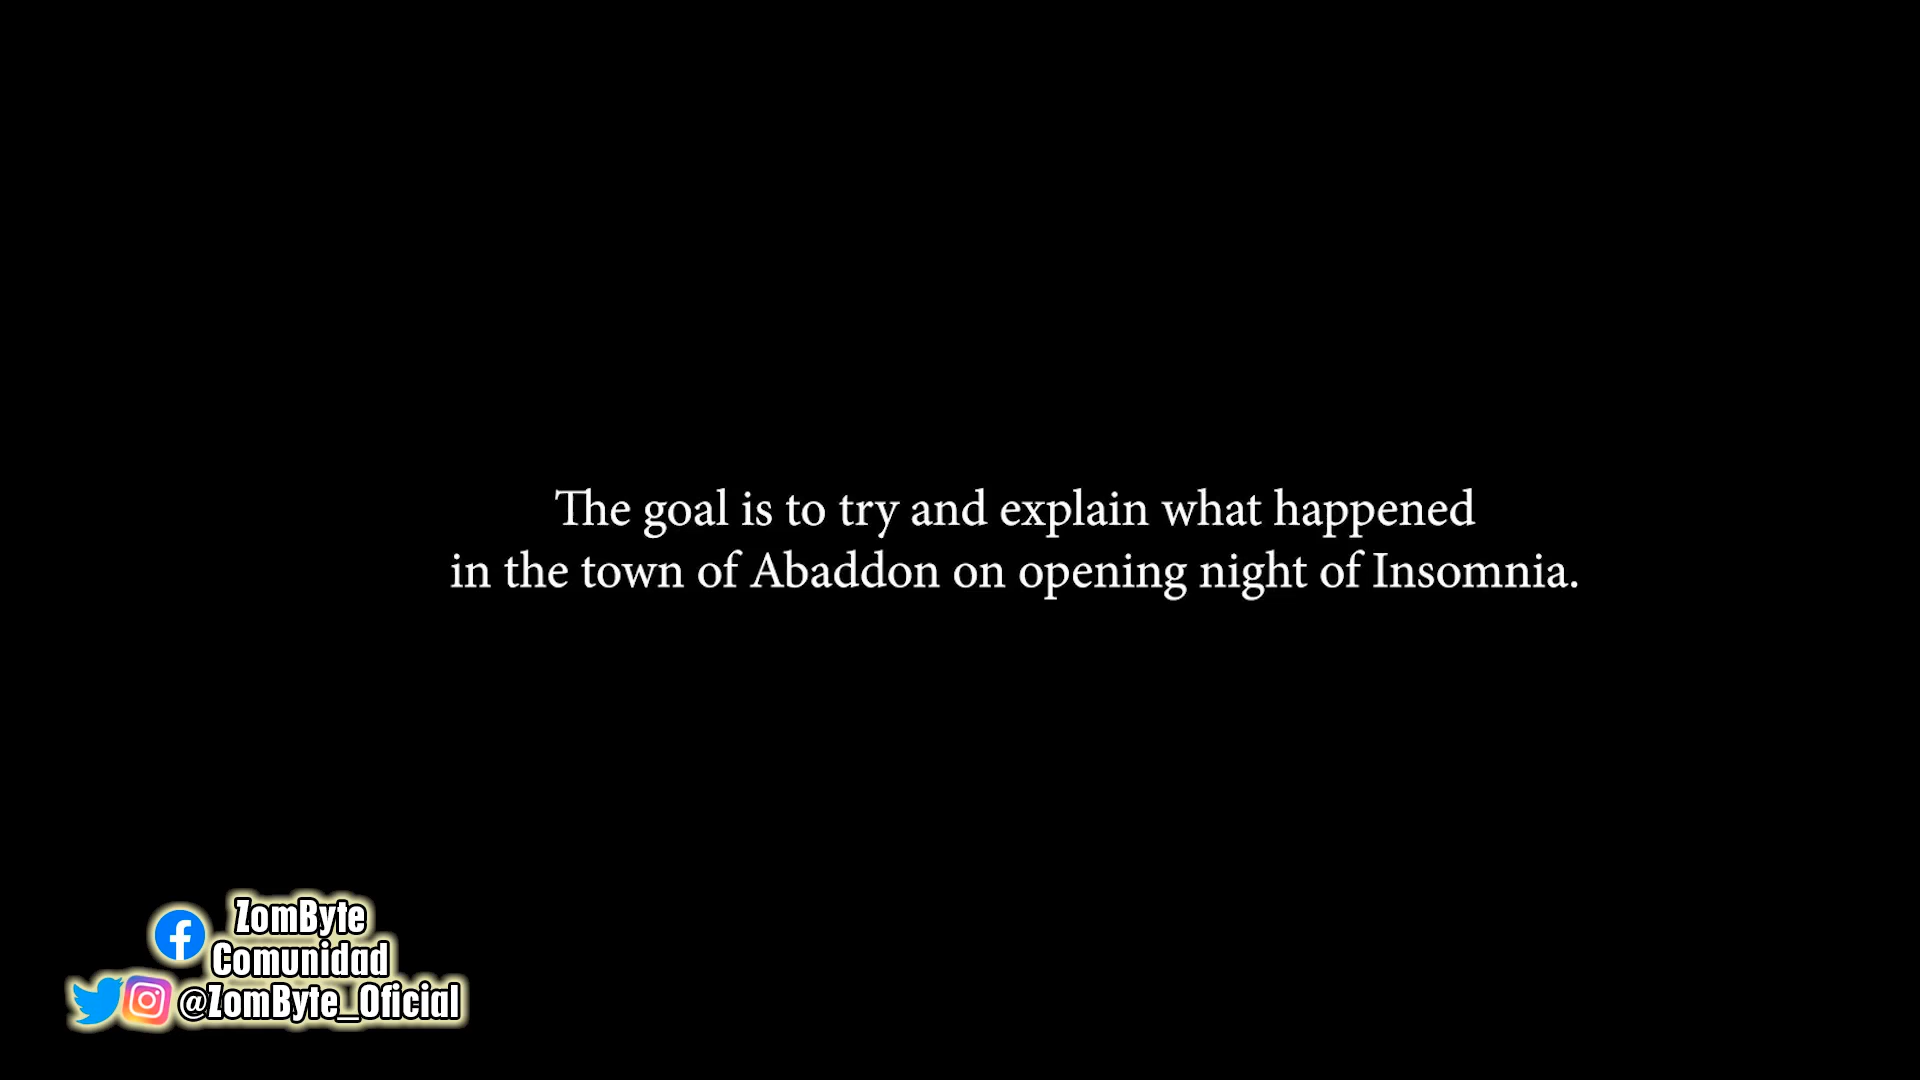 The goal is to try and explain what happened
in the town of Abaddon on opening night of Insomnia.
ZomByte
Comunidad
@ZomByte_Oficial